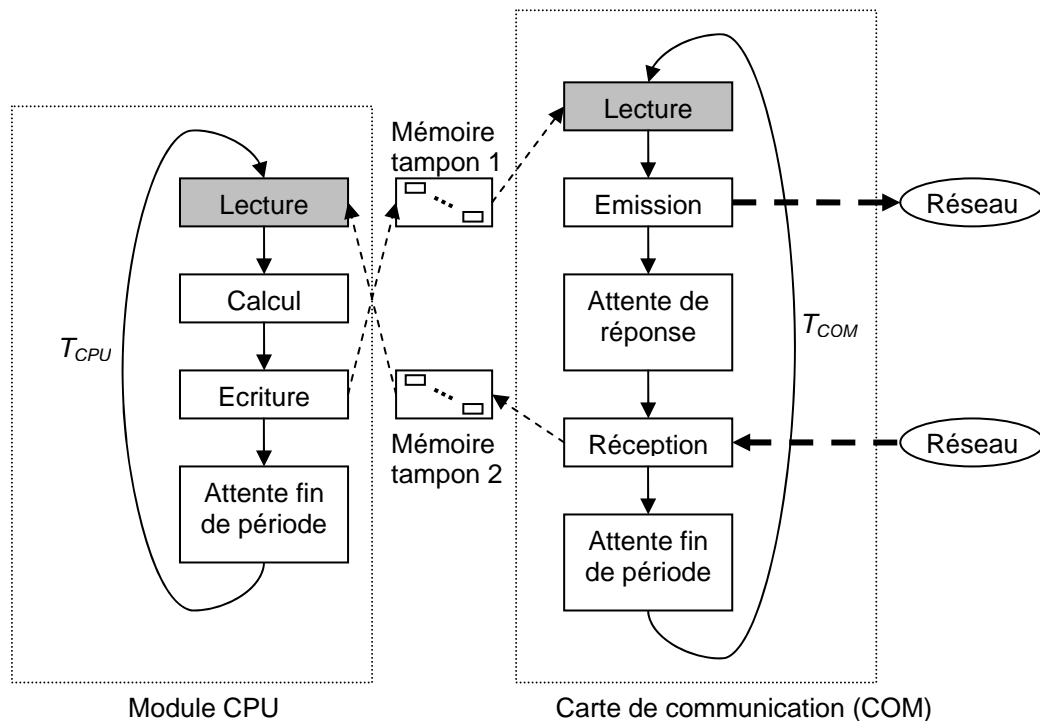 Lecture
Mémoire
tampon 1
Lecture
Emission
Réseau
Calcul
Attente de
réponse
T_CPU
T_COM
Ecriture
Mémoire
tampon 2
Réception
Réseau
Attente fin
de période
Attente fin
de période
Module CPU
Carte de communication (COM)